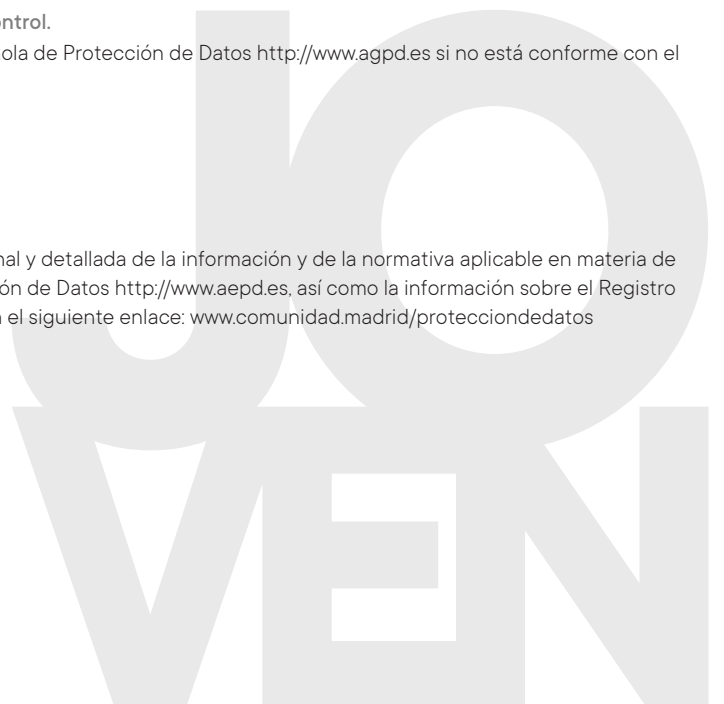 ntrol.
ola de Protección de Datos http://www.agpd.es si no está conforme con el
nal y detallada de la información y de la normativa aplicable en materia de
ón de Datos http://www.aepd.es, así como la información sobre el Registro
el siguiente enlace: www.comunidad.madrid/protecciondedatos
JO
VEN